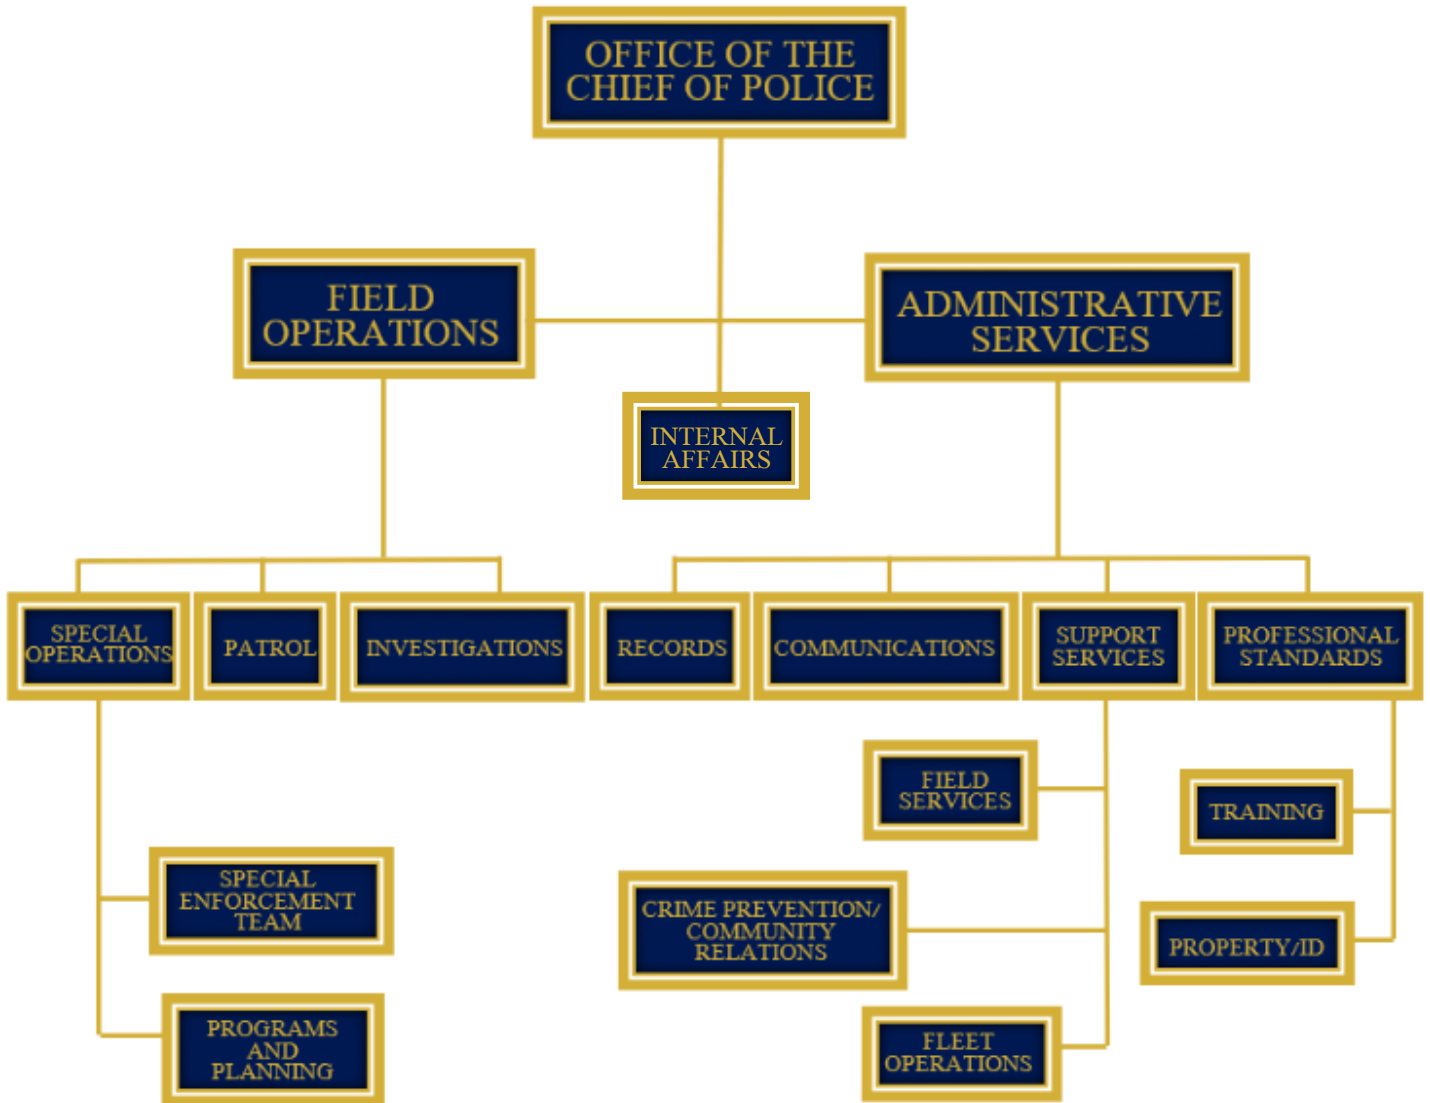 OFFICE OF THE
CHIEF OF POLICE
FIELD
OPERATIONS
ADMINISTRATIVE
SERVICES
INTERNAL
AFFAIRS
SPECIAL
OPERATIONS
PATROL
INVESTIGATIONS
RECORDS
COMMUNICATIONS
SUPPORT
SERVICES
PROFESSIONAL
STANDARDS
FIELD
SERVICES
TRAINING
SPECIAL
ENFORCEMENT
TEAM
CRIME PREVENTION/
COMMUNITY
RELATIONS
PROPERTY/ID
PROGRAMS
AND
PLANNING
FLEET
OPERATIONS